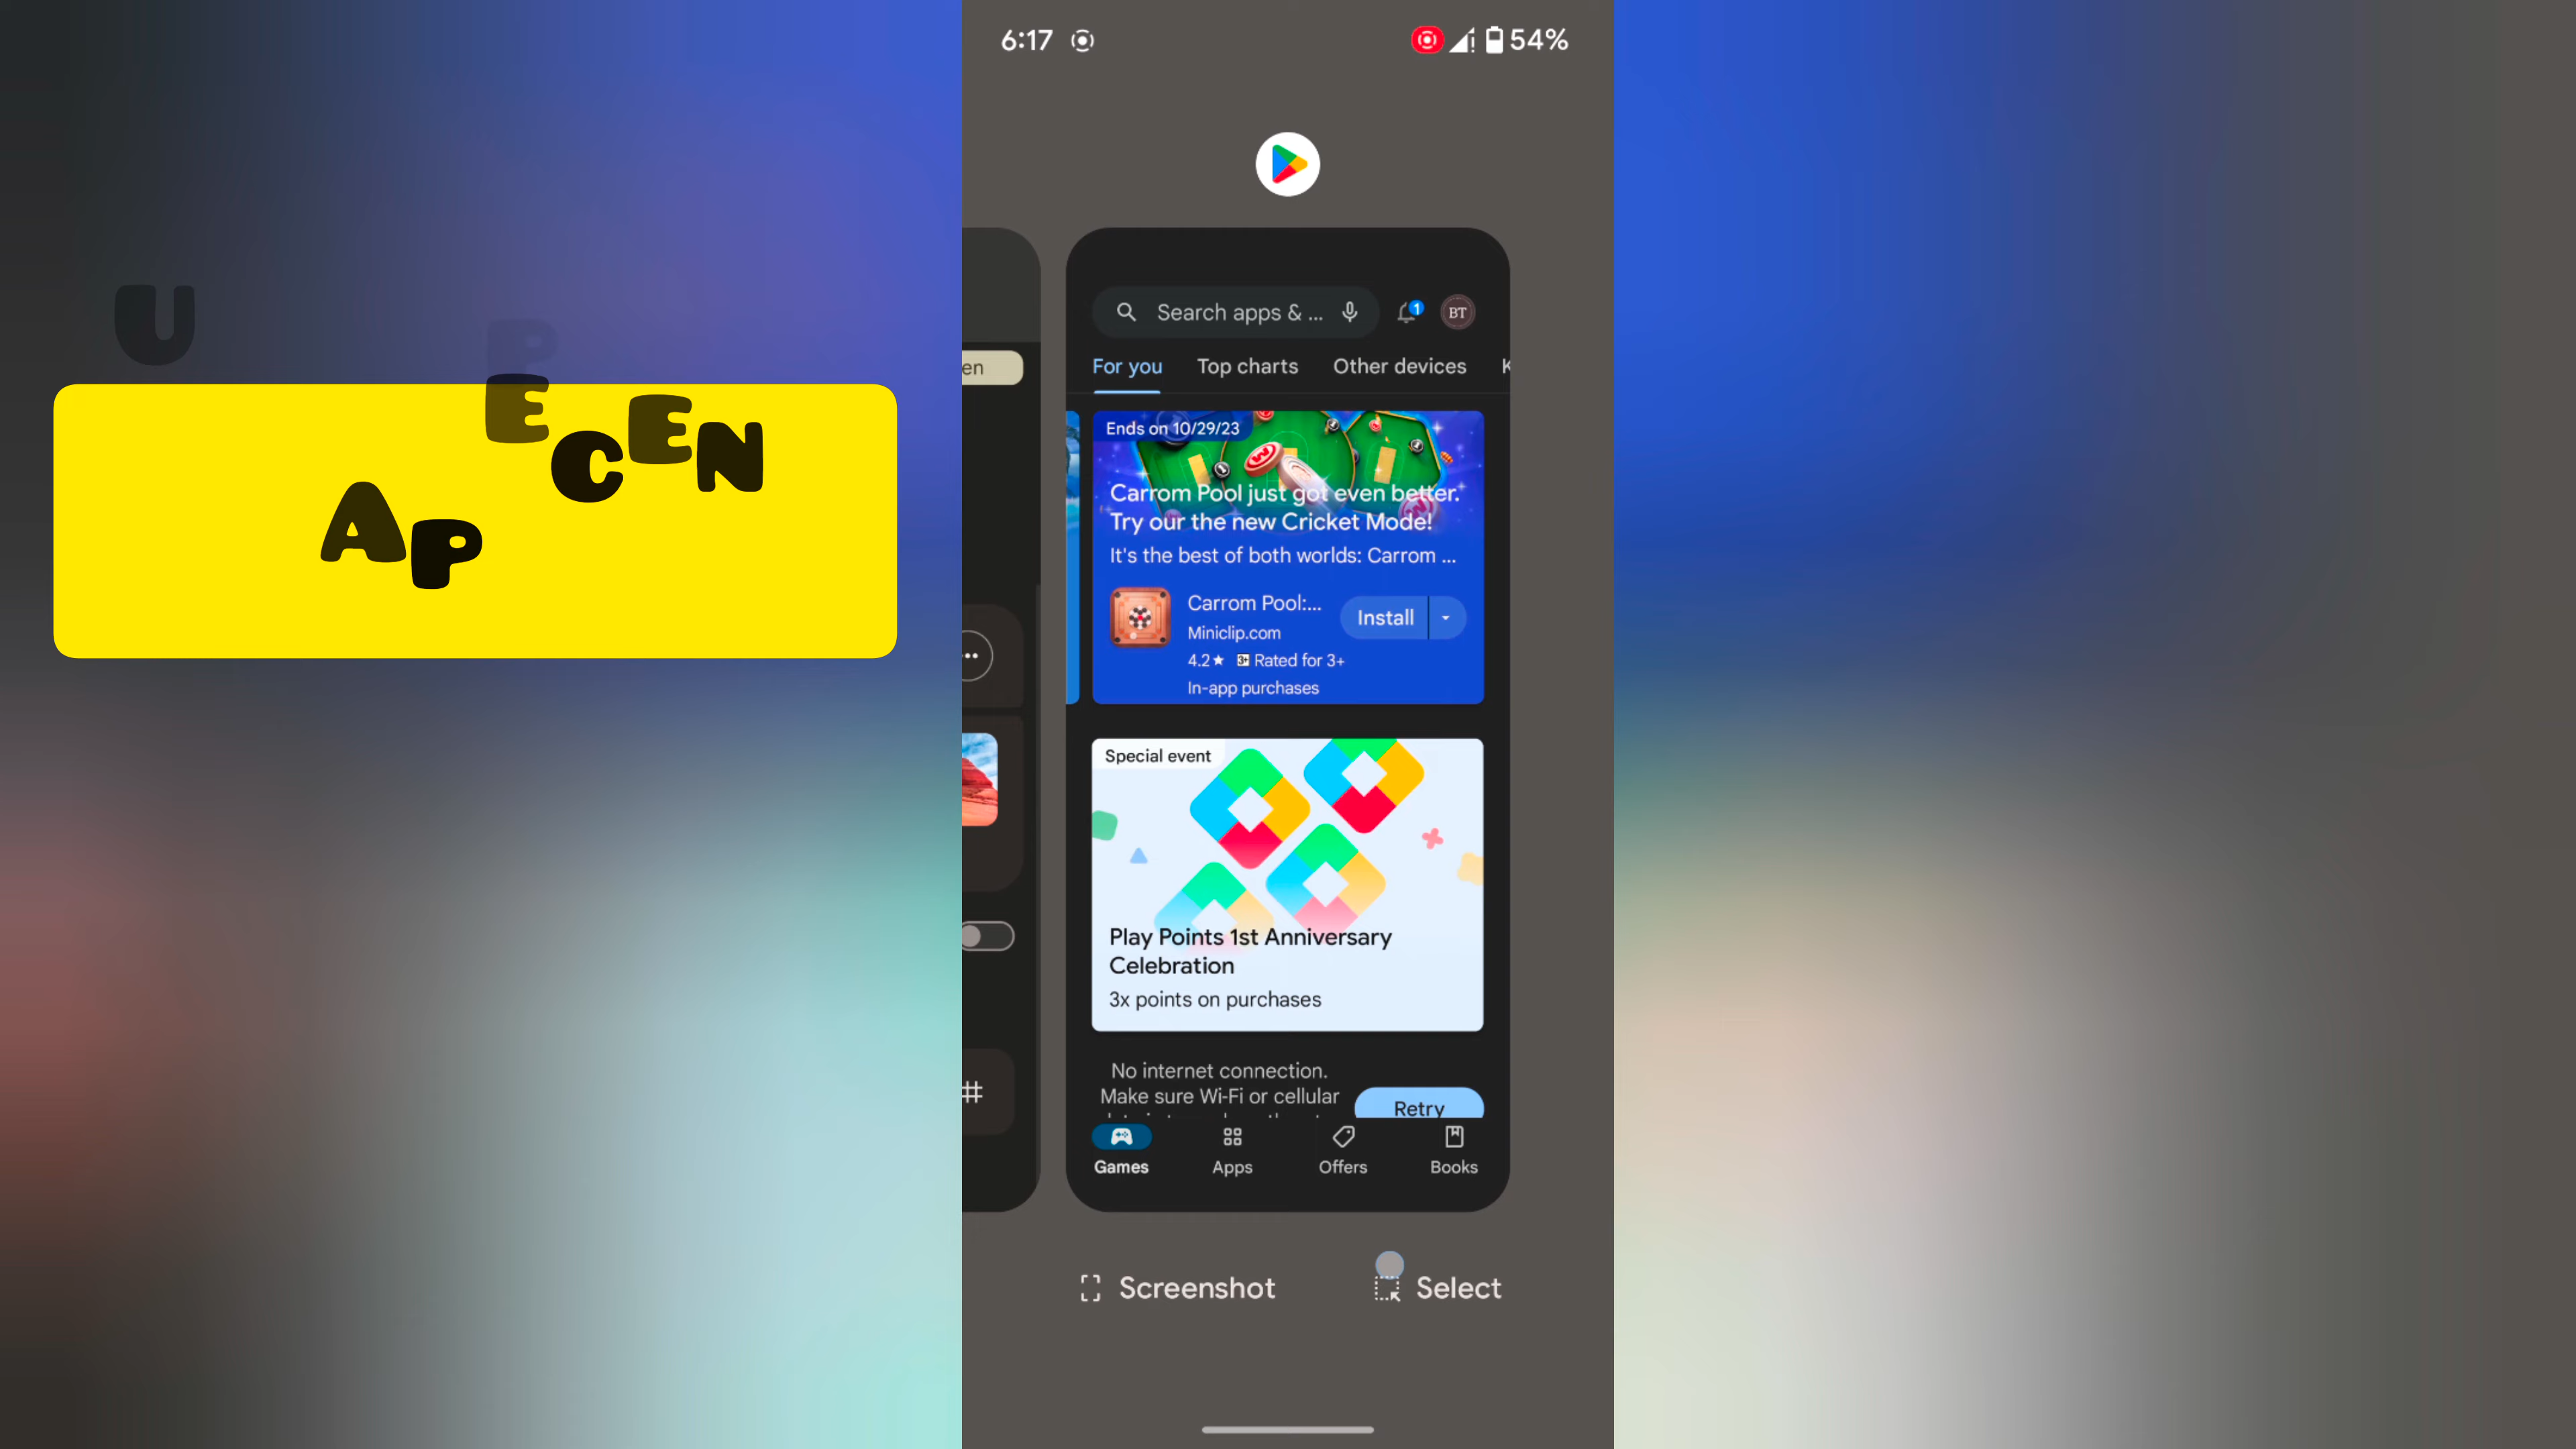 6:17
54%
U
P
E
C
E
N
A
P
en
Search apps & ...
1
BT
For you
Top charts
Other devices
K
Ends on 10/29/23
Carrom Pool just got even better.
Try our the new Cricket Mode!
It's the best of both worlds: Carrom ...
Carrom Pool:...
Install
Miniclip.com
4.2★
3+ Rated for 3+
In-app purchases
Special event
Play Points 1st Anniversary
Celebration
3x points on purchases
No internet connection.
Make sure Wi-Fi or cellular
Retry
#
Games
Apps
Offers
Books
Screenshot
Select